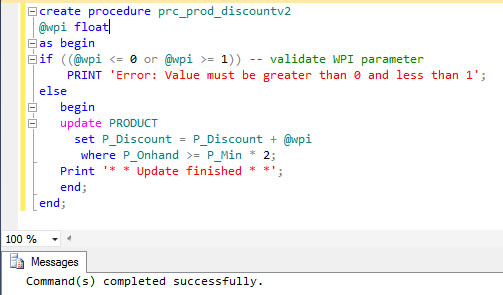 create procedure prc_prod_discountv2
@wpi float
as begin
if ((@wpi <= 0 or @wpi >= 1)) -- validate WPI parameter
PRINT 'Error: Value must be greater than 0 and less than 1';
else
begin
update PRODUCT
set P_Discount = P_Discount + @wpi
where P_Onhand >= P_Min * 2;
Print '* * Update finished * *';
end;
end;
100 %
Messages
Command(s) completed successfully.